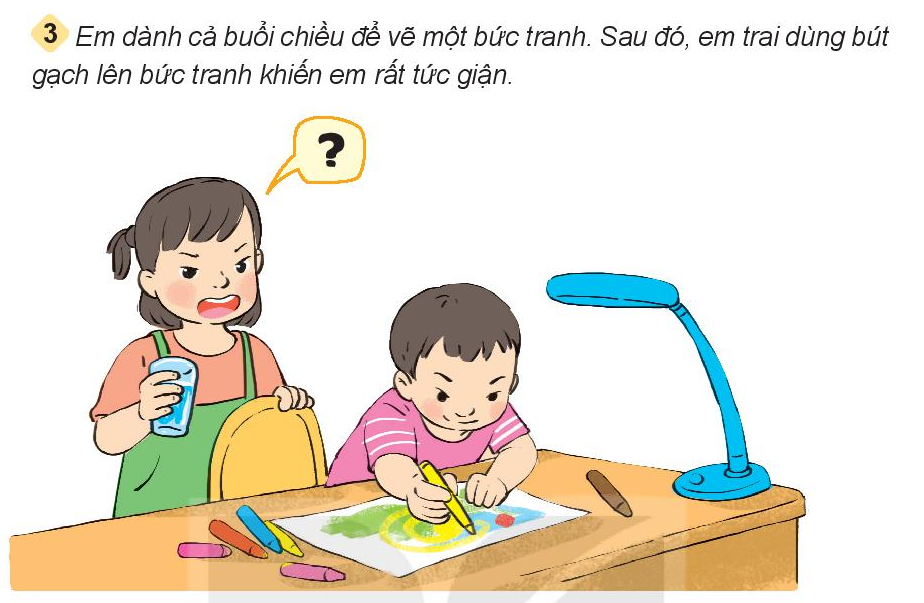 3 Em dành cả buổi chiều để vẽ một bức tranh. Sau đó, em trai dùng bút
gạch lên bức tranh khiến em rất tức giận.
?